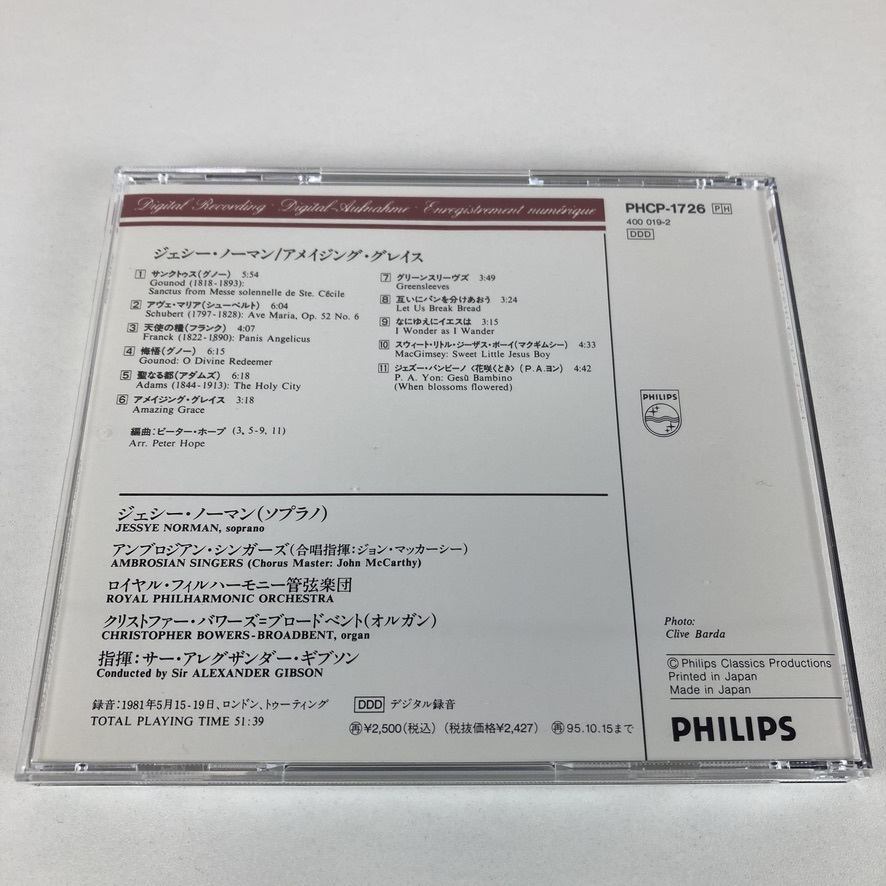 Digital Recording · Digital-Aufnahme · Enregistrement numérique
PHCP-1726 PH
400 019-2
DDD
ジェシー・ノーマン/アメイジング・グレイス
1 サンクトゥス(グノー) 5:54
Gounod (1818-1893):
Sanctus from Messe solennelle de Ste. Cécile
2 アヴェ・マリア(シューベルト) 6:04
Schubert (1797-1828): Ave Maria, Op. 52 No. 6
3 天使の糧(フランク) 4:07
Franck (1822-1890): Panis Angelicus
4 悔悟(グノー) 6:15
Gounod: O Divine Redeemer
5 聖なる都(アダムズ) 6:18
Adams (1844-1913): The Holy City
6 アメイジング・グレイス 3:18
Amazing Grace
編曲:ピーター・ホープ (3, 5-9, 11)
Arr. Peter Hope
7 グリーンスリーヴズ 3:49
Greensleeves
8 互いにパンを分けあおう 3:24
Let Us Break Bread
9 なにゆえにイエスは 3:15
I Wonder as I Wander
10 スウィート・リトル・ジーザス・ボーイ(マクギムシー) 4:33
MacGimsey: Sweet Little Jesus Boy
11 ジェズー・バンビーノ〈花咲くとき〉(P.A.ヨン) 4:42
P. A. Yon: Gesù Bambino
(When blossoms flowered)
PHILIPS
ジェシー・ノーマン(ソプラノ)
JESSYE NORMAN, soprano
アンブロジアン・シンガーズ(合唱指揮:ジョン・マッカーシー)
AMBROSIAN SINGERS (Chorus Master: John McCarthy)
ロイヤル・フィルハーモニー管弦楽団
ROYAL PHILHARMONIC ORCHESTRA
クリストファー・バワーズ=ブロードベント(オルガン)
CHRISTOPHER BOWERS-BROADBENT, organ
指揮:サー・アレグザンダー・ギブソン
Conducted by Sir ALEXANDER GIBSON
録音:1981年5月15-19日、ロンドン、トゥーティング
DDD デジタル録音
TOTAL PLAYING TIME 51:39
再¥2,500(税込) (税抜価格¥2,427) 再95.10.15まで
Photo:
Clive Barda
©Philips Classics Productions
Printed in Japan
Made in Japan
PHILIPS